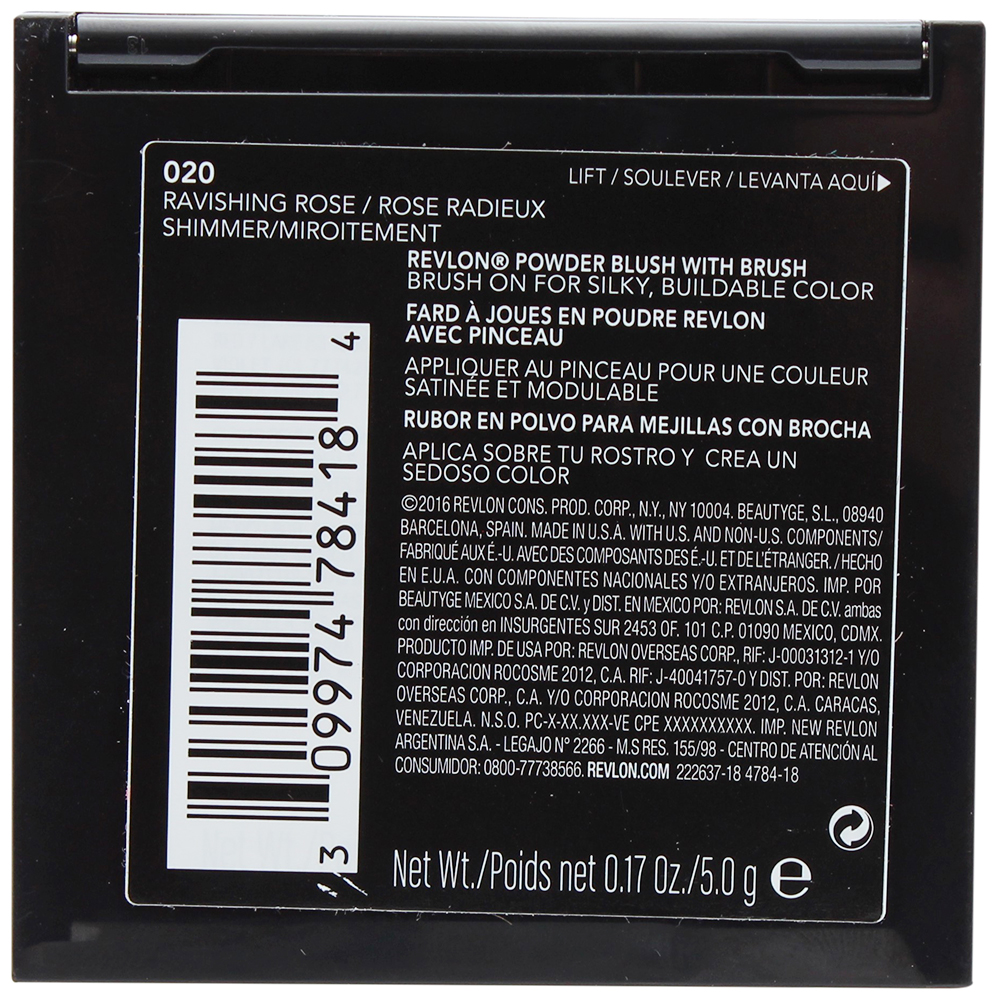 020
LIFT / SOULEVER / LEVANTA AQUÍ
RAVISHING ROSE / ROSE RADIEUX
SHIMMER/MIROITEMENT
REVLON® POWDER BLUSH WITH BRUSH
BRUSH ON FOR SILKY, BUILDABLE COLOR
FARD À JOUES EN POUDRE REVLON
AVEC PINCEAU
APPLIQUER AU PINCEAU POUR UNE COULEUR
SATINÉE ET MODULABLE
RUBOR EN POLVO PARA MEJILLAS CON BROCHA
APLICA SOBRE TU ROSTRO Y CREA UN
SEDOSO COLOR
©2016 REVLON CONS. PROD. CORP., N.Y., NY 10004. BEAUTYGE, S.L., 08940
BARCELONA, SPAIN. MADE IN U.S.A. WITH U.S. AND NON-U.S. COMPONENTS/
FABRIQUÉ AUX É.-U. AVEC DES COMPOSANTS DES É.-U. ET DE L'ÉTRANGER. / HECHO
EN E.U.A. CON COMPONENTES NACIONALES Y/O EXTRANJEROS. IMP. POR
BEAUTYGE MEXICO S.A. DE C.V. y DIST. EN MEXICO POR: REVLON S.A. DE C.V. ambas
con dirección en INSURGENTES SUR 2453 OF. 101 C.P. 01090 MEXICO, CDMX.
PRODUCTO IMP. DE USA POR: REVLON OVERSEAS CORP., RIF: J-00031312-1 Y/O
CORPORACION ROCOSME 2012, C.A. RIF: J-40041757-0 Y DIST. POR: REVLON
OVERSEAS CORP., C.A. Y/O CORPORACION ROCOSME 2012, C.A. CARACAS,
VENEZUELA. N.S.O. PC-X-XX.XXX-VE CPE XXXXXXXXXX. IMP. NEW REVLON
ARGENTINA S.A. - LEGAJO N° 2266 - M.S RES. 155/98 - CENTRO DE ATENCIÓN AL
CONSUMIDOR: 0800-77738566. REVLON.COM 222637-18 4784-18
Net Wt./Poids net 0.17 Oz./5.0 g e
3 09974 78418 4